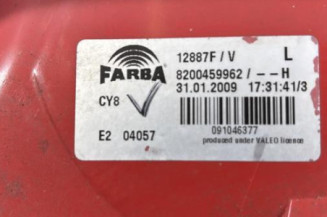 12887F / V L
FARBA
8200459962 / -- H
31.01.2009 17:31:41/3
CY8
E2 04057
091046377
produced under VALEO licence